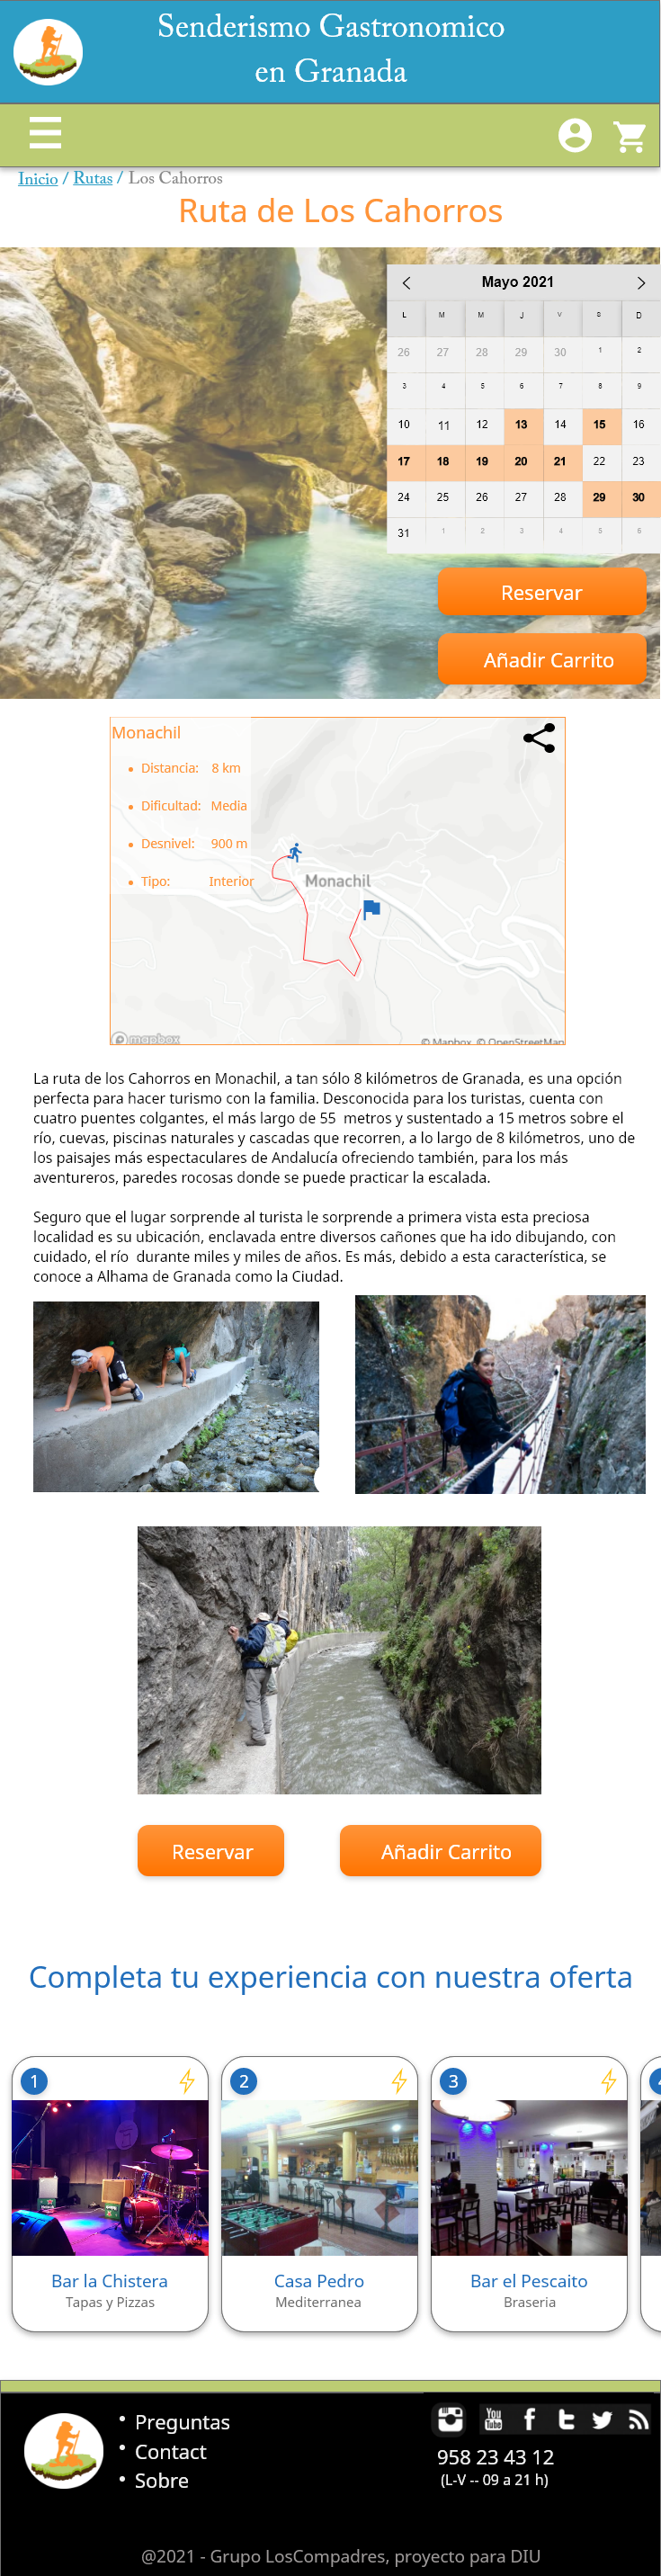 Senderismo Gastronomico
en Granada
Inicio / Rutas / Los Cahorros
Ruta de Los Cahorros
Mayo 2021
L M M J V S D
26 27 28 29 30 1 2
3 4 5 6 7 8 9
10 11 12 13 14 15 16
17 18 19 20 21 22 23
24 25 26 27 28 29 30
31 1 2 3 4 5 6
Reservar
Añadir Carrito
Monachil
Distancia: 8 km
Dificultad: Media
Desnivel: 900 m
Tipo: Interior
Monachil
mapbox
© Mapbox, © OpenStreetMap
La ruta de los Cahorros en Monachil, a tan sólo 8 kilómetros de Granada, es una opción
perfecta para hacer turismo con la familia. Desconocida para los turistas, cuenta con
cuatro puentes colgantes, el más largo de 55 metros y sustentado a 15 metros sobre el
río, cuevas, piscinas naturales y cascadas que recorren, a lo largo de 8 kilómetros, uno de
los paisajes más espectaculares de Andalucía ofreciendo también, para los más
aventureros, paredes rocosas donde se puede practicar la escalada.
Seguro que el lugar sorprende al turista le sorprende a primera vista esta preciosa
localidad es su ubicación, enclavada entre diversos cañones que ha ido dibujando, con
cuidado, el río durante miles y miles de años. Es más, debido a esta característica, se
conoce a Alhama de Granada como la Ciudad.
Reservar
Añadir Carrito
Completa tu experiencia con nuestra oferta
1
2
3
4
Bar la Chistera
Tapas y Pizzas
Casa Pedro
Mediterranea
Bar el Pescaito
Braseria
Preguntas
Contact
Sobre
You Tube
958 23 43 12
(L-V -- 09 a 21 h)
@2021 - Grupo LosCompadres, proyecto para DIU